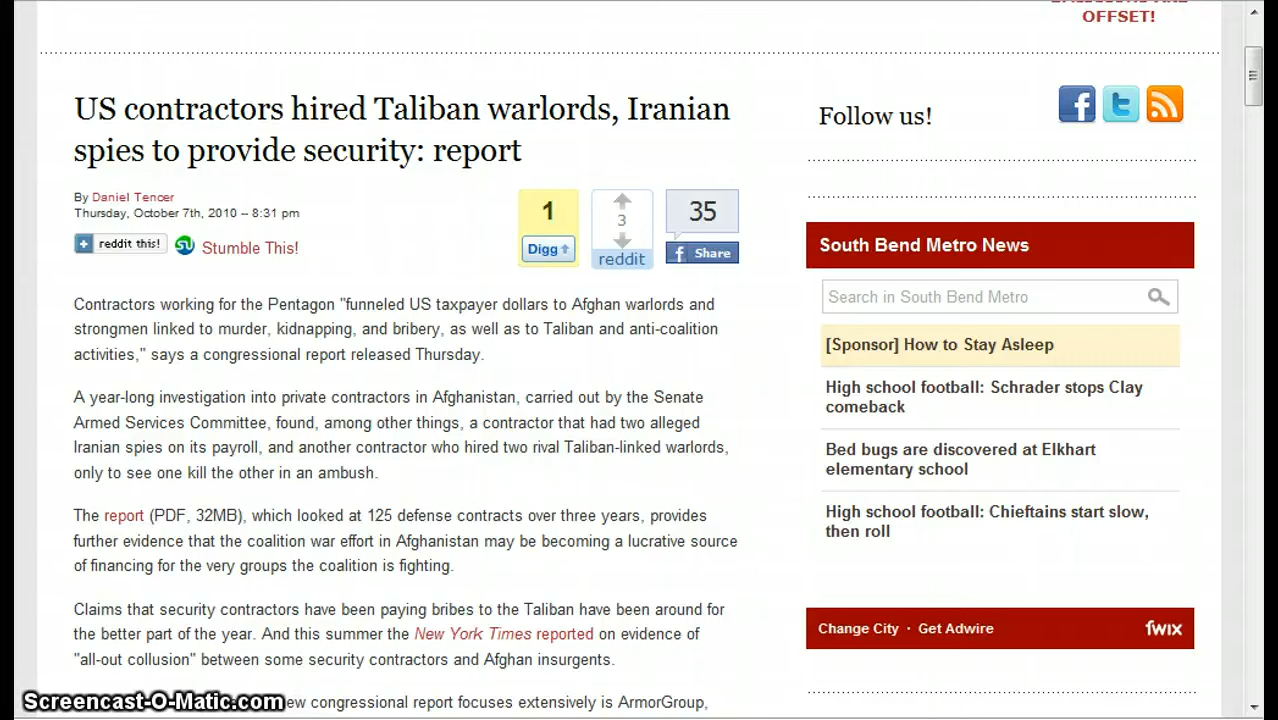 OFFSET!
US contractors hired Taliban warlords, Iranian
spies to provide security: report
By Daniel Tencer
Thursday, October 7th, 2010 -- 8:31 pm
reddit this!
Stumble This!
1
Digg
3
reddit
35
f Share
Contractors working for the Pentagon "funneled US taxpayer dollars to Afghan warlords and
strongmen linked to murder, kidnapping, and bribery, as well as to Taliban and anti-coalition
activities," says a congressional report released Thursday.
A year-long investigation into private contractors in Afghanistan, carried out by the Senate
Armed Services Committee, found, among other things, a contractor that had two alleged
Iranian spies on its payroll, and another contractor who hired two rival Taliban-linked warlords,
only to see one kill the other in an ambush.
The report (PDF, 32MB), which looked at 125 defense contracts over three years, provides
further evidence that the coalition war effort in Afghanistan may be becoming a lucrative source
of financing for the very groups the coalition is fighting.
Claims that security contractors have been paying bribes to the Taliban have been around for
the better part of the year. And this summer the New York Times reported on evidence of
"all-out collusion" between some security contractors and Afghan insurgents.
new congressional report focuses extensively is ArmorGroup,
Follow us!
South Bend Metro News
Search in South Bend Metro
[Sponsor] How to Stay Asleep
High school football: Schrader stops Clay
comeback
Bed bugs are discovered at Elkhart
elementary school
High school football: Chieftains start slow,
then roll
Change City · Get Adwire
fwix
Screencast-O-Matic.com